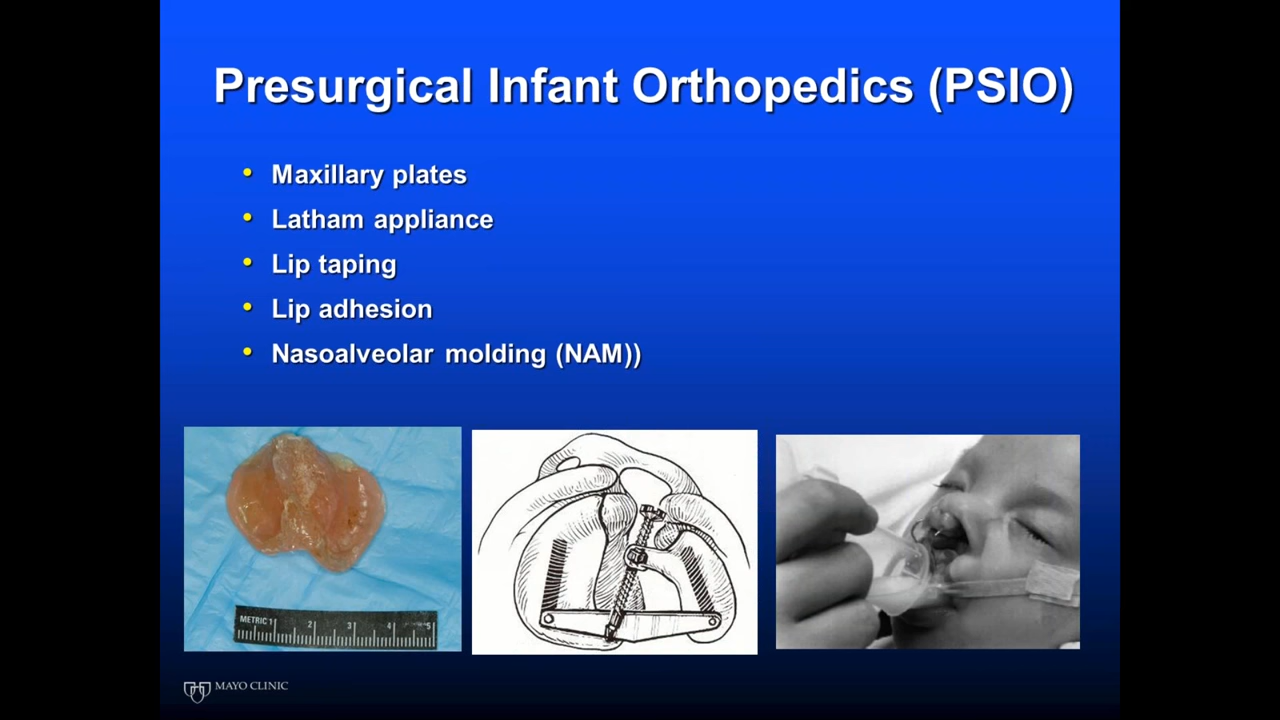 Presurgical Infant Orthopedics (PSIO)
• Maxillary plates
• Latham appliance
• Lip taping
• Lip adhesion
• Nasoalveolar molding (NAM))
METRIC 1 2 3 4 5
MAYO CLINIC